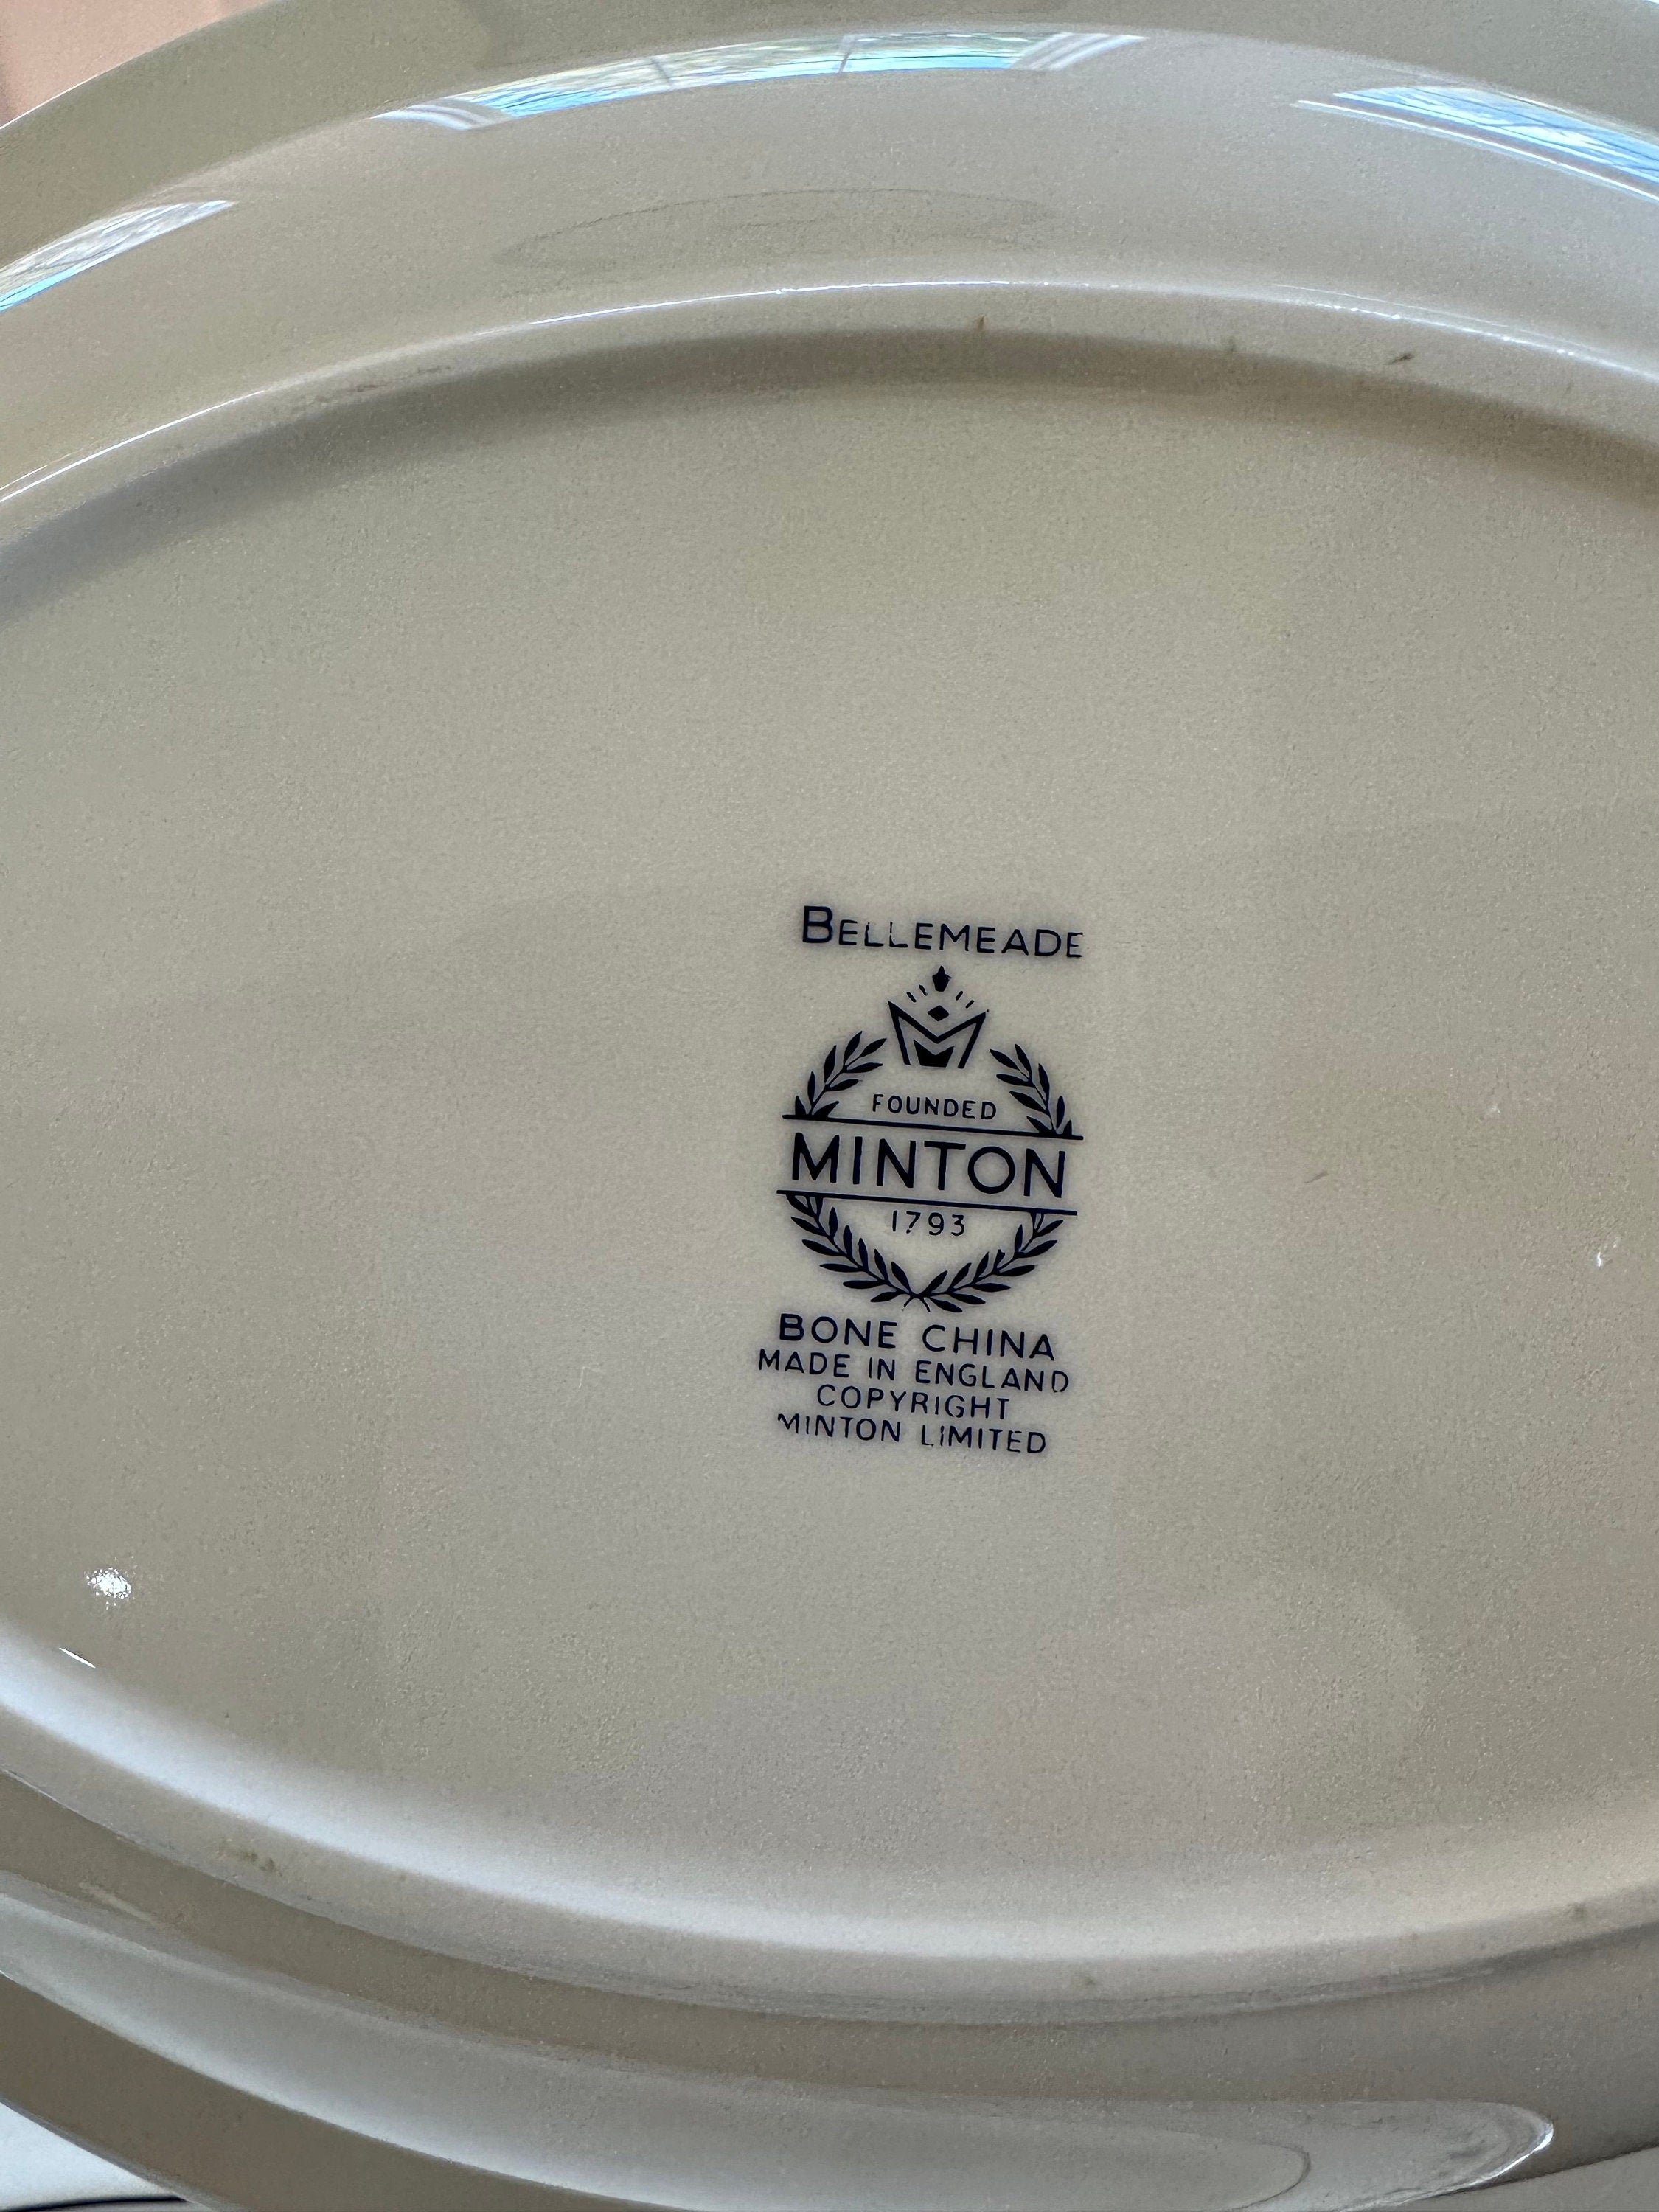 BELLEMEADE
FOUNDED
MINTON
1793
BONE CHINA
MADE IN ENGLAND
COPYRIGHT
MINTON LIMITED